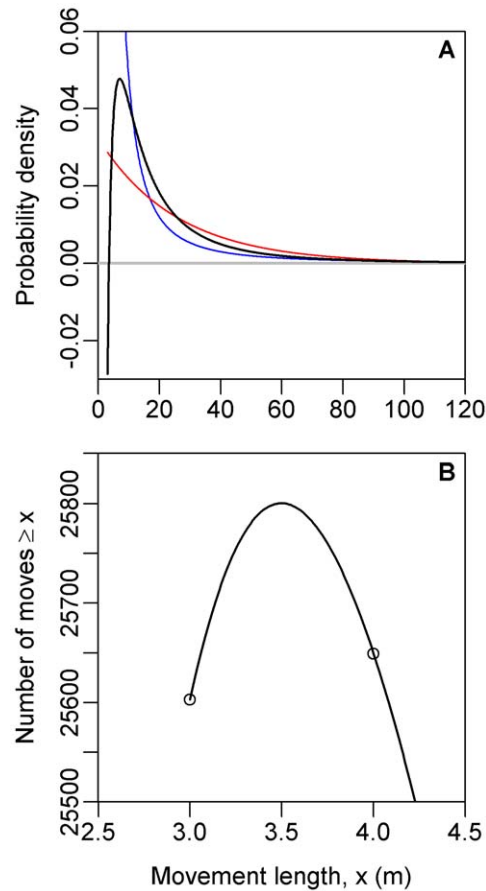 A
Probability density
0.06
0.04
0.02
0.00
-0.02
0 20 40 60 80 100 120
B
Number of moves ≥ x
25800
25700
25600
25500
2.5 3.0 3.5 4.0 4.5
Movement length, x (m)